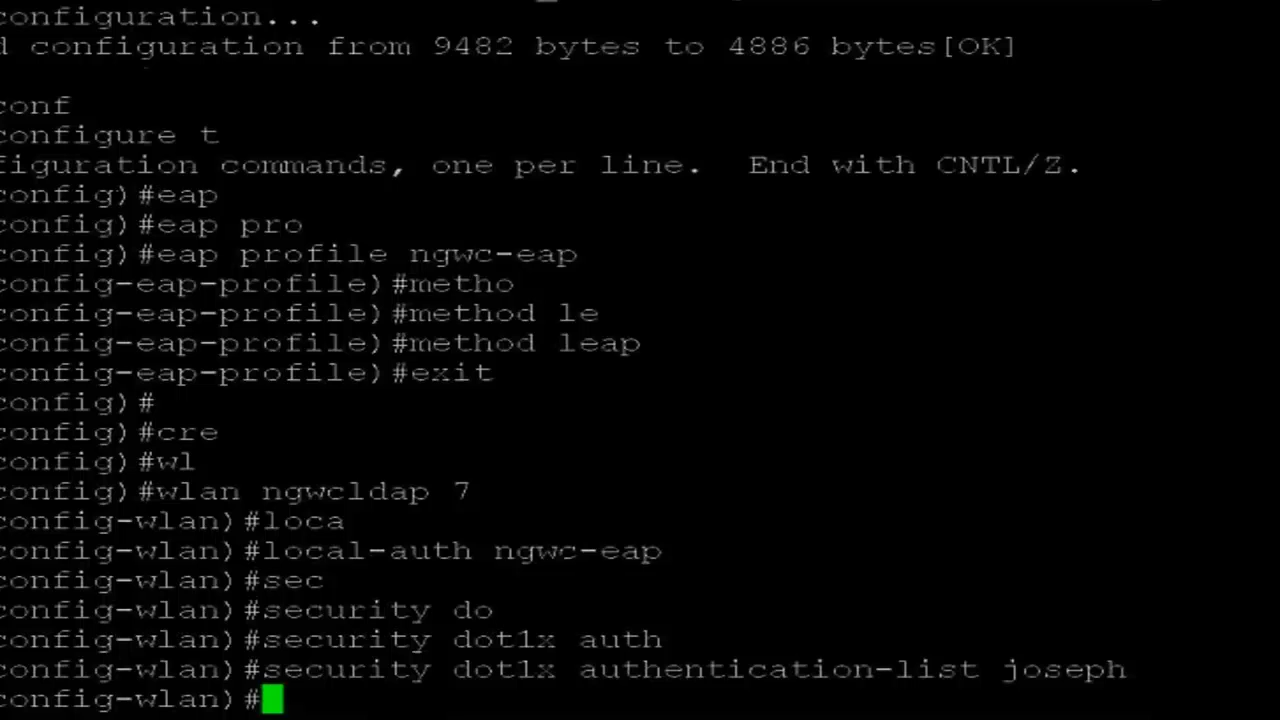 configuration...
d configuration from 9482 bytes to 4886 bytes[OK]
conf
configure t
figuration commands, one per line.  End with CNTL/Z.
config)#eap
config)#eap pro
config)#eap profile ngwc-eap
config-eap-profile)#metho
config-eap-profile)#method le
config-eap-profile)#method leap
config-eap-profile)#exit
config)#
config)#cre
config)#wl
config)#wlan ngwcldap 7
config-wlan)#loca
config-wlan)#local-auth ngwc-eap
config-wlan)#sec
config-wlan)#security do
config-wlan)#security dot1x auth
config-wlan)#security dot1x authentication-list joseph
config-wlan)#